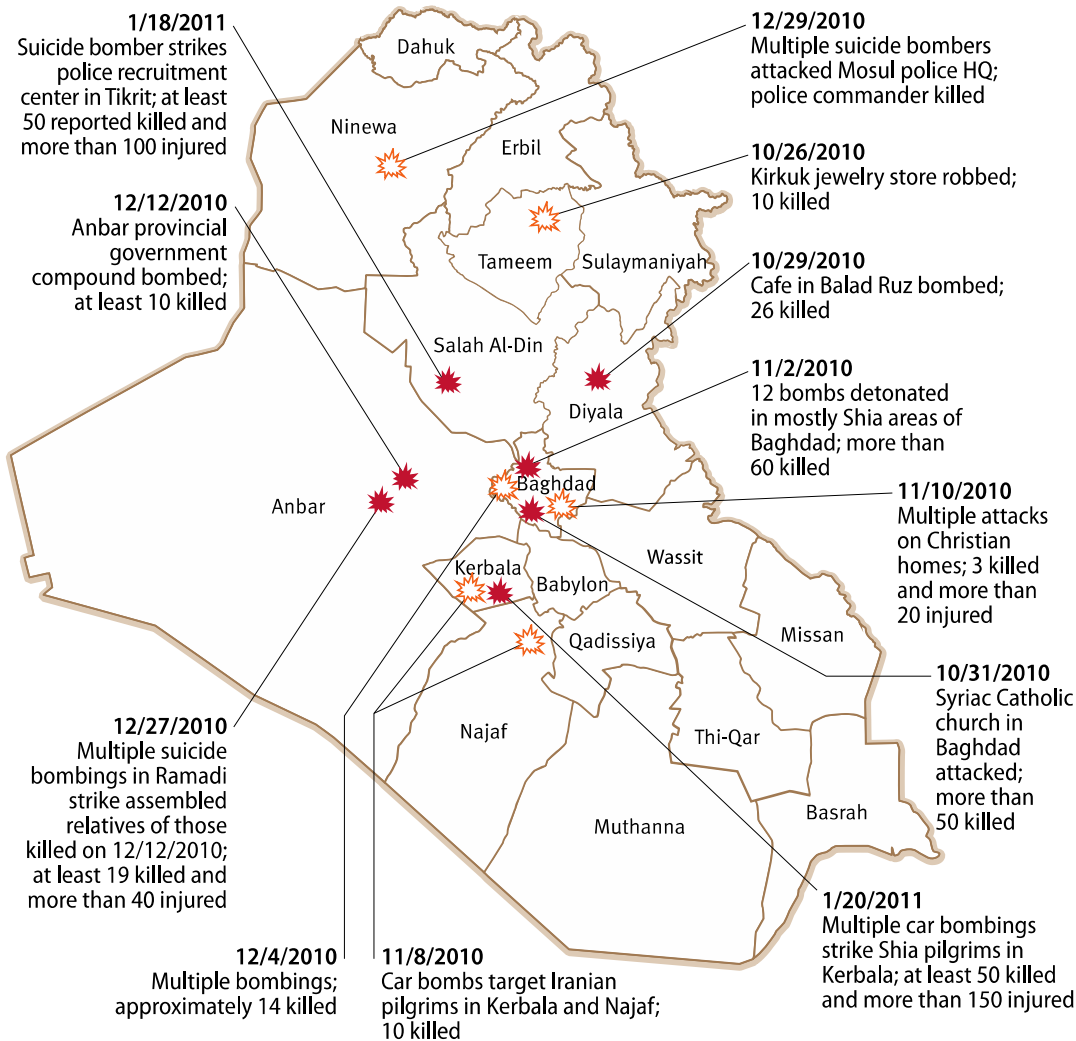 1/18/2011
Suicide bomber strikes
police recruitment
center in Tikrit; at least
50 reported killed and
more than 100 injured
12/12/2010
Anbar provincial
government
compound bombed;
at least 10 killed
12/29/2010
Multiple suicide bombers
attacked Mosul police HQ;
police commander killed
10/26/2010
Kirkuk jewelry store robbed;
10 killed
10/29/2010
Cafe in Balad Ruz bombed;
26 killed
11/2/2010
12 bombs detonated
in mostly Shia areas of
Baghdad; more than
60 killed
11/10/2010
Multiple attacks
on Christian
homes; 3 killed
and more than
20 injured
10/31/2010
Syriac Catholic
church in
Baghdad
attacked;
more than
50 killed
1/20/2011
Multiple car bombings
strike Shia pilgrims in
Kerbala; at least 50 killed
and more than 150 injured
12/27/2010
Multiple suicide
bombings in Ramadi
strike assembled
relatives of those
killed on 12/12/2010;
at least 19 killed and
more than 40 injured
12/4/2010
Multiple bombings;
approximately 14 killed
11/8/2010
Car bombs target Iranian
pilgrims in Kerbala and Najaf;
10 killed
Dahuk
Ninewa
Erbil
Tameem
Sulaymaniyah
Salah Al-Din
Diyala
Anbar
Baghdad
Wassit
Kerbala
Babylon
Qadissiya
Missan
Najaf
Thi-Qar
Muthanna
Basrah